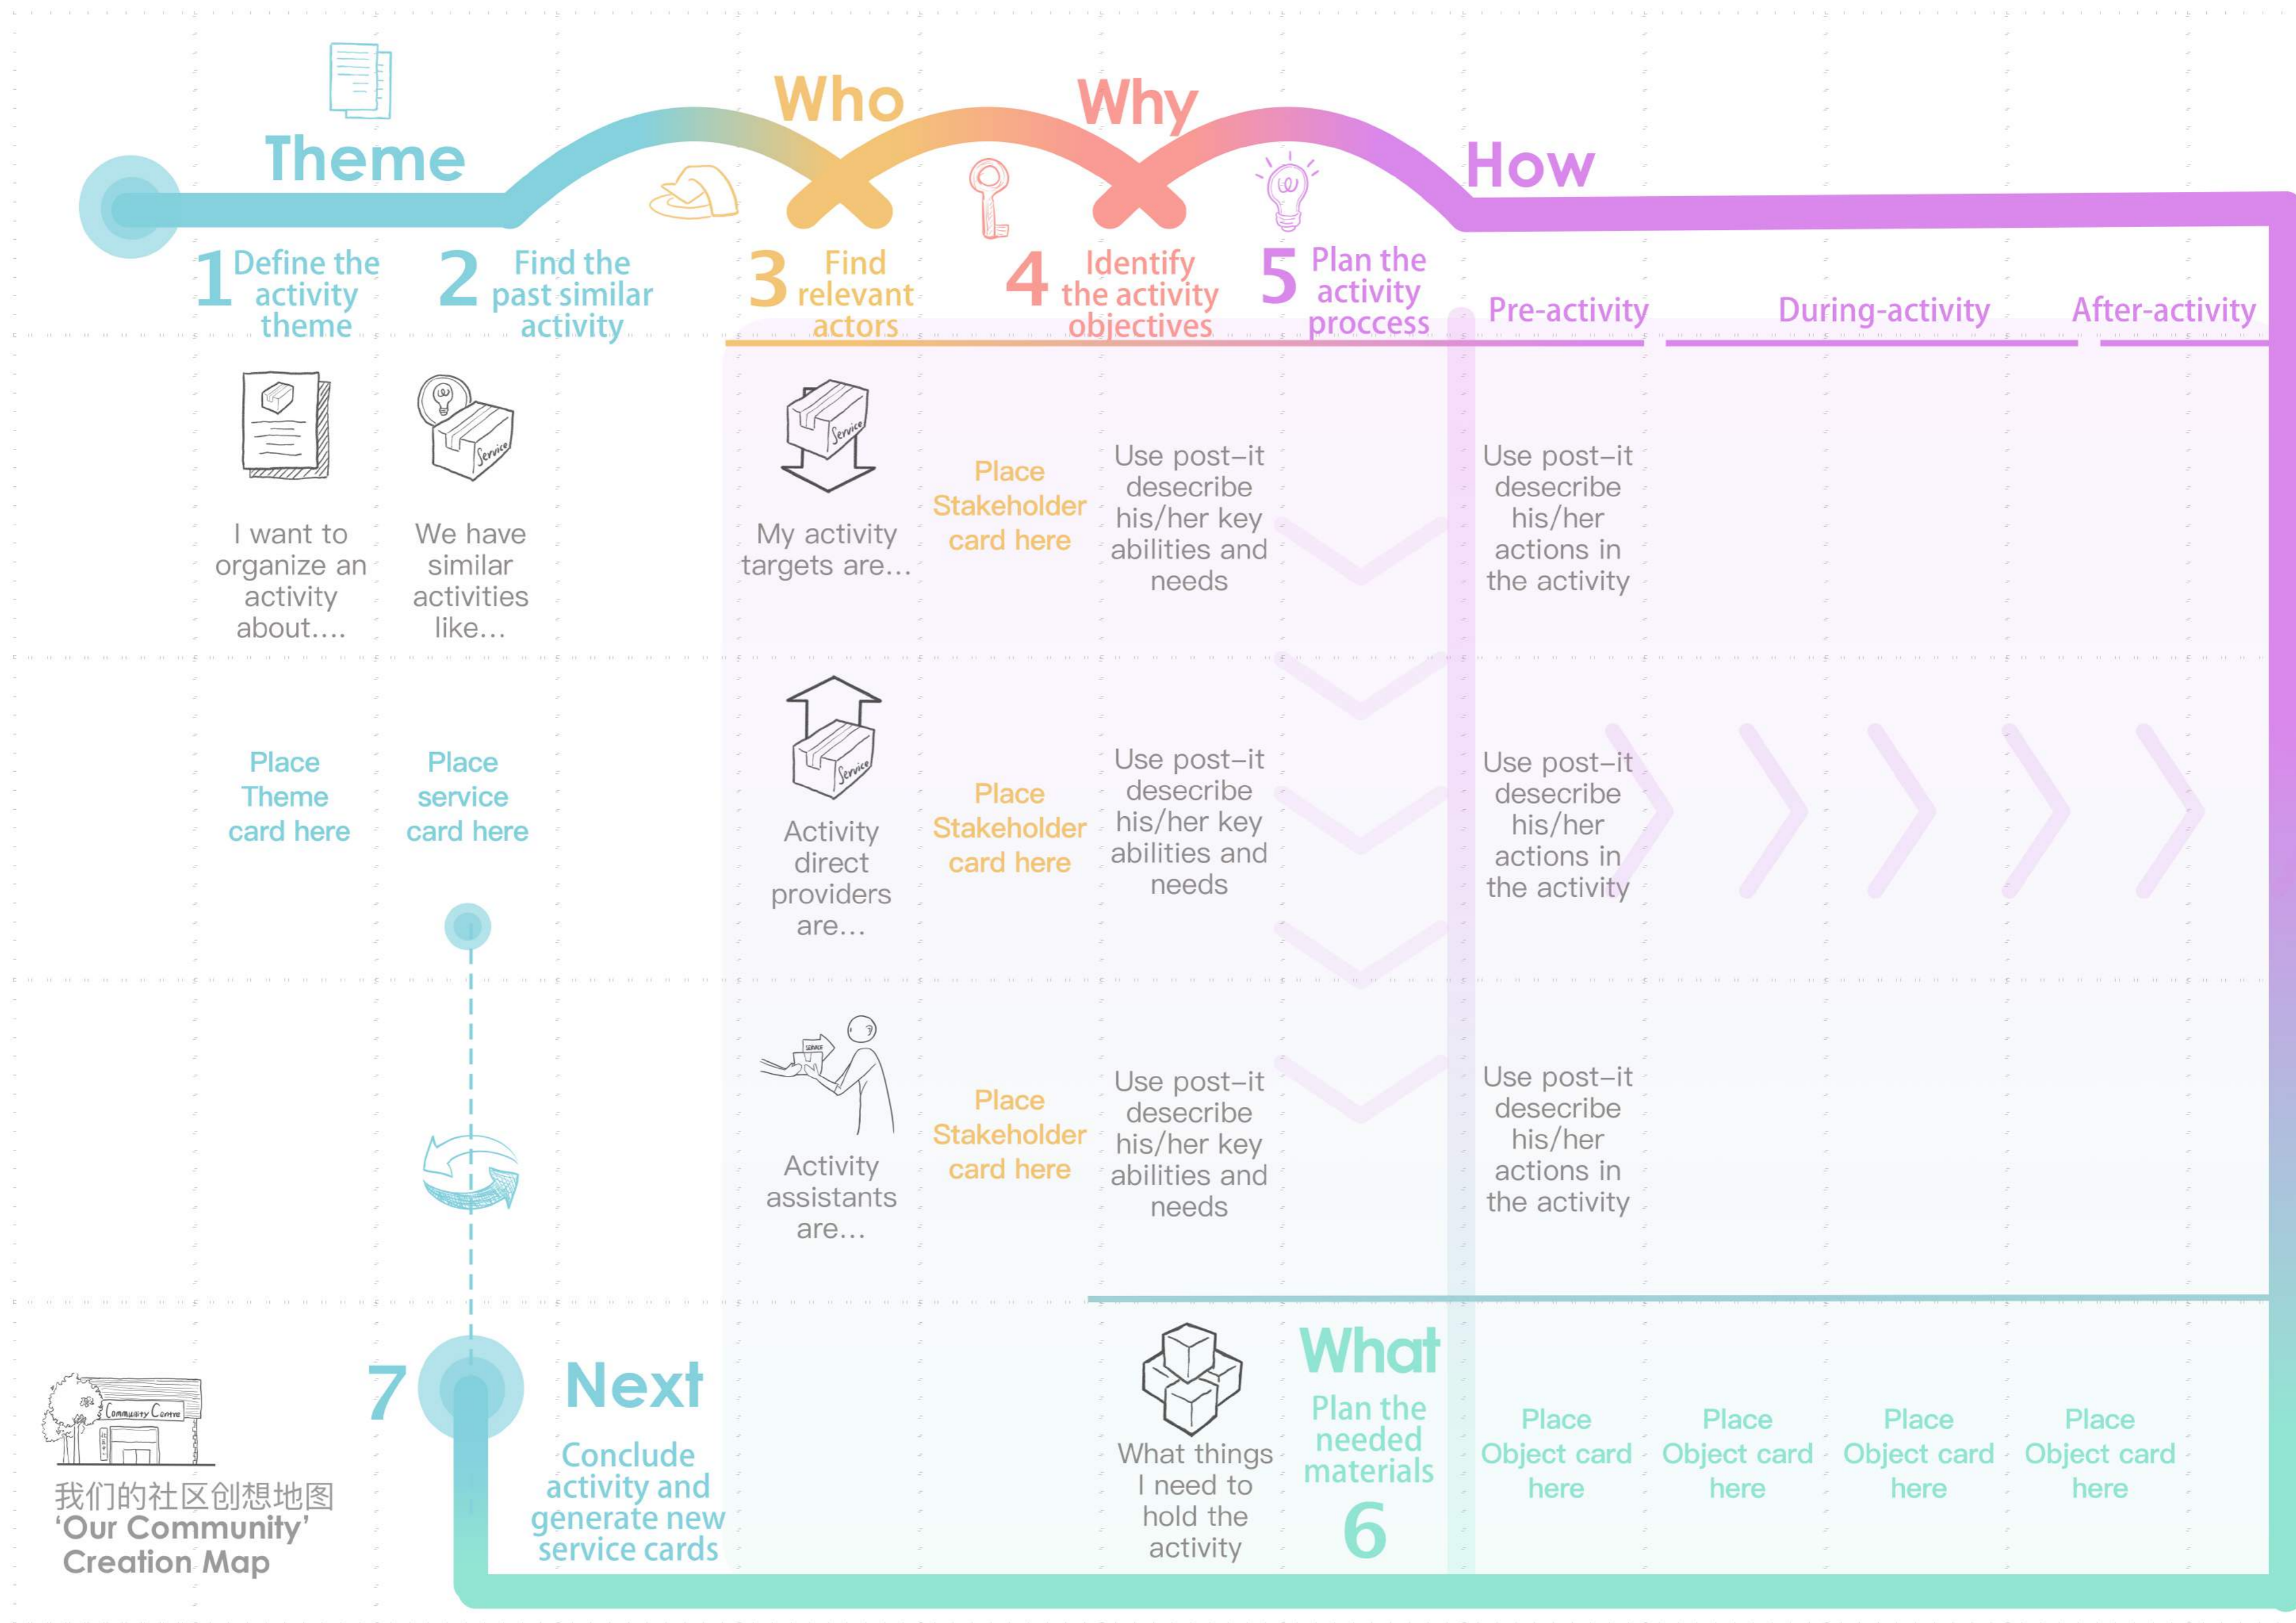 Theme
Who
Why
How
1 Define the
activity
theme
2 Find the
past similar
activity
3 Find
relevant
actors
4 Identify
the activity
objectives
5 Plan the
activity
proccess
Pre-activity
During-activity
After-activity
I want to
organize an
activity
about....
Service
We have
similar
activities
like...
Service
My activity
targets are...
Place
Stakeholder
card here
Use post-it
desecribe
his/her key
abilities and
needs
Use post-it
desecribe
his/her
actions in
the activity
Place
Theme
card here
Place
service
card here
Service
Activity
direct
providers
are...
Place
Stakeholder
card here
Use post-it
desecribe
his/her key
abilities and
needs
Use post-it
desecribe
his/her
actions in
the activity
SERVICE
Activity
assistants
are...
Place
Stakeholder
card here
Use post-it
desecribe
his/her key
abilities and
needs
Use post-it
desecribe
his/her
actions in
the activity
Community Centre
我们的社区创想地图
'Our Community'
Creation Map
7
Next
Conclude
activity and
generate new
service cards
What things
I need to
hold the
activity
What
Plan the
needed
materials
6
Place
Object card
here
Place
Object card
here
Place
Object card
here
Place
Object card
here